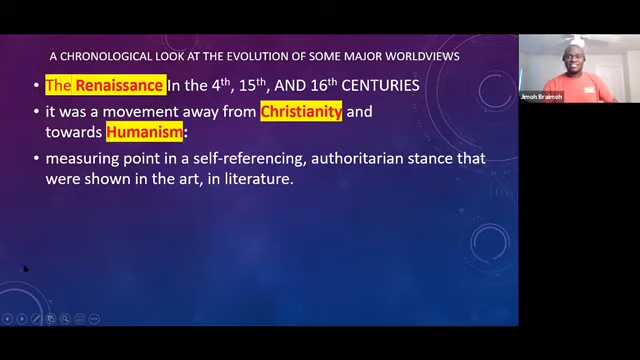 A CHRONOLOGICAL LOOK AT THE EVOLUTION OF SOME MAJOR WORLDVIEWS
• The Renaissance In the 4th, 15th, AND 16th CENTURIES
• it was a movement away from Christianity and
towards Humanism:
• measuring point in a self-referencing, authoritarian stance that
were shown in the art, in literature.
Jimoh Braimoh